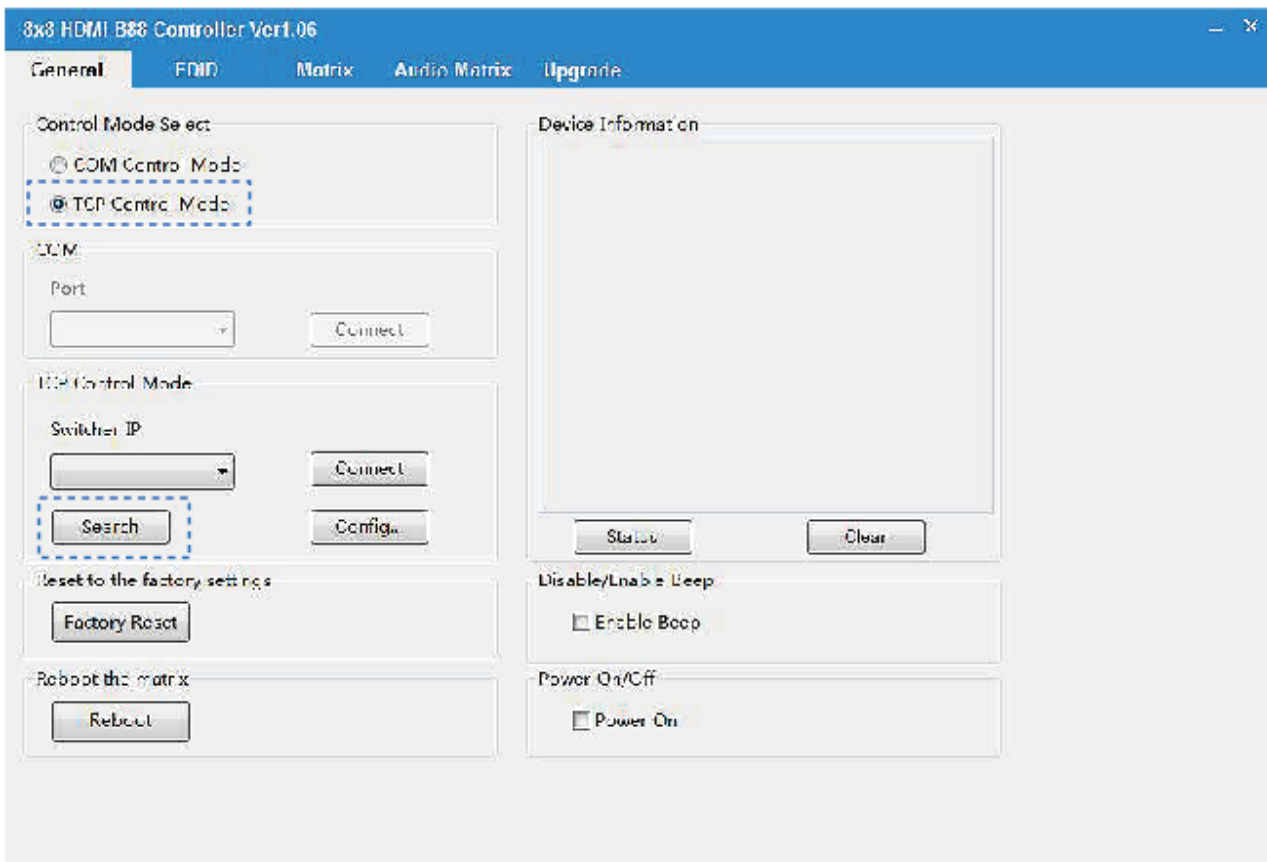 8x8 HDMI B88 Controller Ver1.06
General EDID Matrix Audio Matrix Upgrade
Control Mode Select
COM Control Mode
TCP Control Mode
COM
Port
Connect
TCP Control Mode
Switcher IP
Connect
Search
Config..
Reset to the factory settings
Factory Reset
Reboot the matrix
Reboot
Device Information
Status
Clear
Disable/Enable Beep
Enable Beep
Power On/Off
Power On